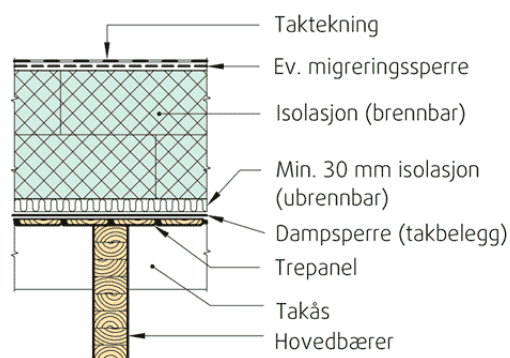 Taktekning
Ev. migreringssperre
Isolasjon (brennbar)
Min. 30 mm isolasjon
(ubrennbar)
Dampsperre (takbelegg)
Trepanel
Takås
Hovedbærer